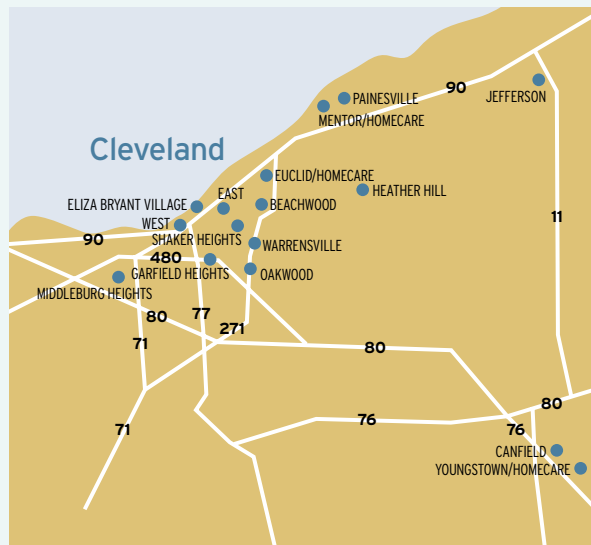 90
PAINESVILLE
JEFFERSON
MENTOR/HOMECARE
Cleveland
EUCLID/HOMECARE
EAST
HEATHER HILL
ELIZA BRYANT VILLAGE
BEACHWOOD
WEST
11
90
SHAKER HEIGHTS
WARRENSVILLE
480
GARFIELD HEIGHTS
OAKWOOD
MIDDLEBURG HEIGHTS
80
77
271
71
80
80
76
76
71
CANFIELD
YOUNGSTOWN/HOMECARE